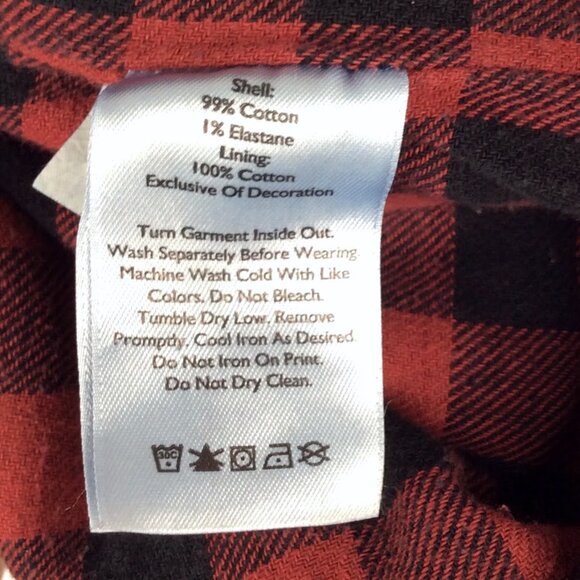 Shell:
99% Cotton
1% Elastane
Lining:
100% Cotton
Exclusive Of Decoration
Turn Garment Inside Out.
Wash Separately Before Wearing.
Machine Wash Cold With Like
Colors. Do Not Bleach.
Tumble Dry Low. Remove
Promptly. Cool Iron As Desired.
Do Not Iron On Print.
Do Not Dry Clean.
30C